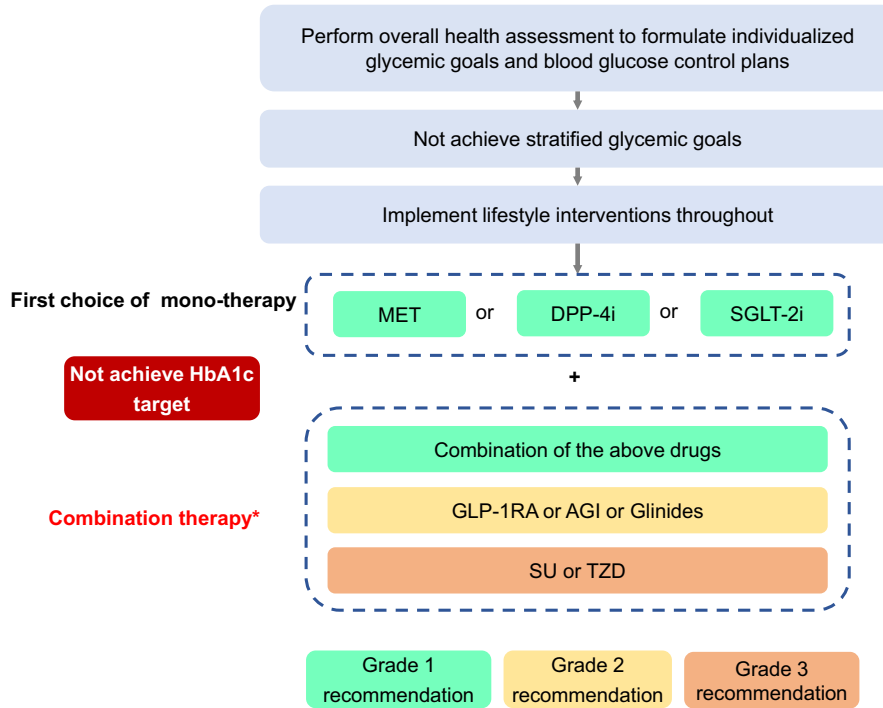 Perform overall health assessment to formulate individualized
glycemic goals and blood glucose control plans
Not achieve stratified glycemic goals
Implement lifestyle interventions throughout
First choice of mono-therapy
MET or DPP-4i or SGLT-2i
Not achieve HbA1c
target
+
Combination of the above drugs
Combination therapy*
GLP-1RA or AGI or Glinides
SU or TZD
Grade 1
recommendation
Grade 2
recommendation
Grade 3
recommendation